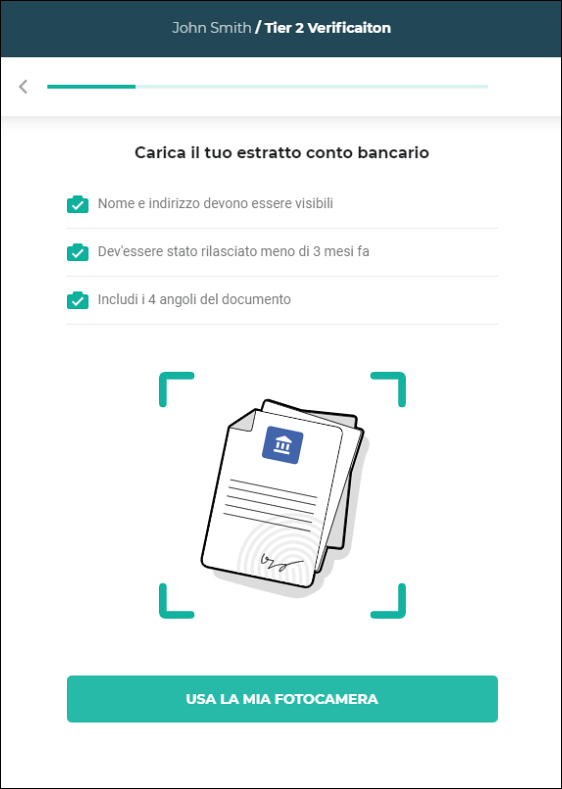 John Smith / Tier 2 Verificaiton
Carica il tuo estratto conto bancario
Nome e indirizzo devono essere visibili
Dev'essere stato rilasciato meno di 3 mesi fa
Includi i 4 angoli del documento
USA LA MIA FOTOCAMERA